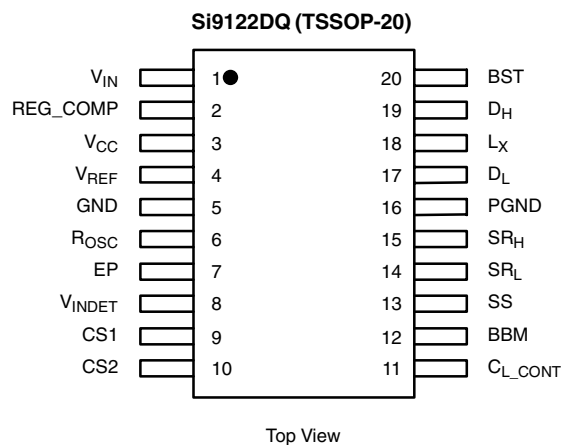 Si9122DQ (TSSOP-20)
VIN 1 20 BST
REG_COMP 2 19 DH
VCC 3 18 LX
VREF 4 17 DL
GND 5 16 PGND
ROSC 6 15 SRH
EP 7 14 SRL
VINDET 8 13 SS
CS1 9 12 BBM
CS2 10 11 CL_CONT
Top View